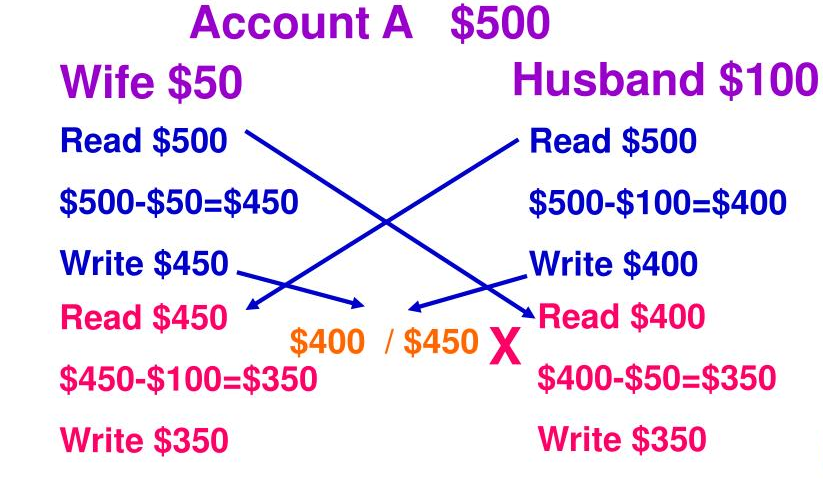 Account A $500
Wife $50
Husband $100
Read $500
$500-$50=$450
Write $450
Read $450
$450-$100=$350
Write $350
$400 / $450 X
Read $500
$500-$100=$400
Write $400
Read $400
$400-$50=$350
Write $350